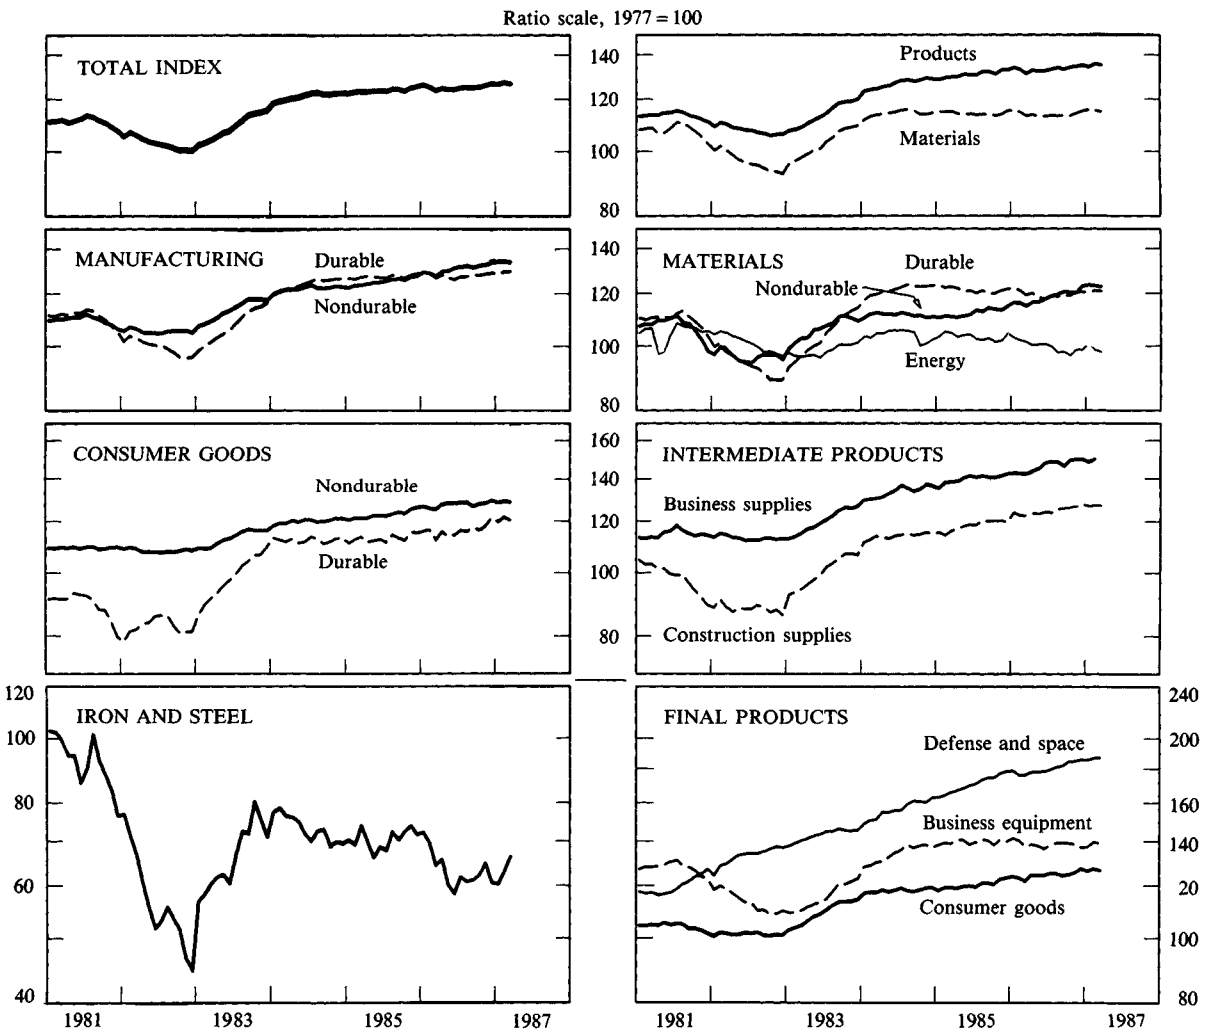 Ratio scale, 1977 = 100
TOTAL INDEX
140
120
100
80
Products
Materials
MANUFACTURING
Durable
Nondurable
140
120
100
80
MATERIALS
Durable
Nondurable
Energy
CONSUMER GOODS
Nondurable
Durable
160
140
120
100
80
INTERMEDIATE PRODUCTS
Business supplies
Construction supplies
120
100
80
60
40
IRON AND STEEL
FINAL PRODUCTS
Defense and space
Business equipment
Consumer goods
240
200
160
140
20
100
80
1981 1983 1985 1987
1981 1983 1985 1987